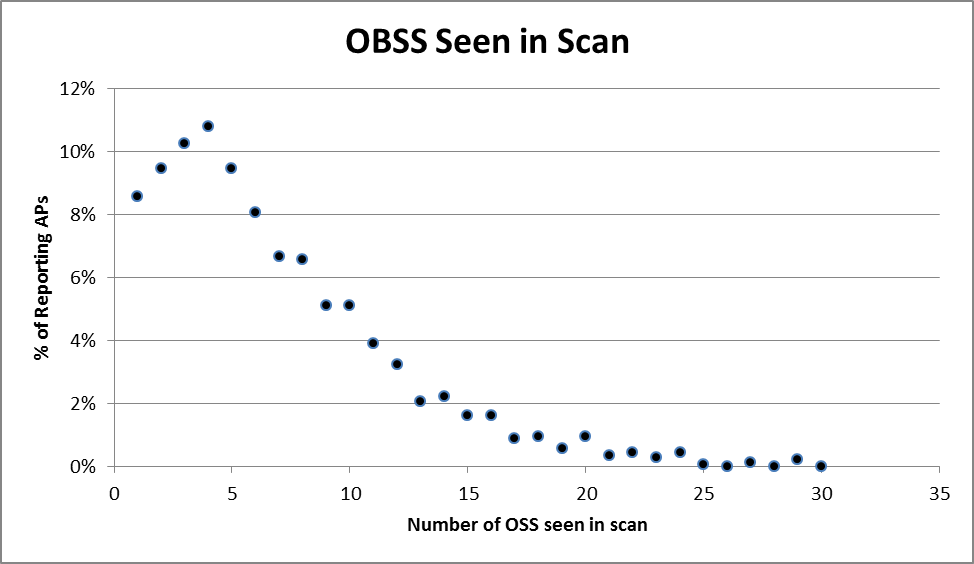 OBSS Seen in Scan
12%
10%
8%
6%
4%
2%
0%
% of Reporting APs
0 5 10 15 20 25 30 35
Number of OSS seen in scan